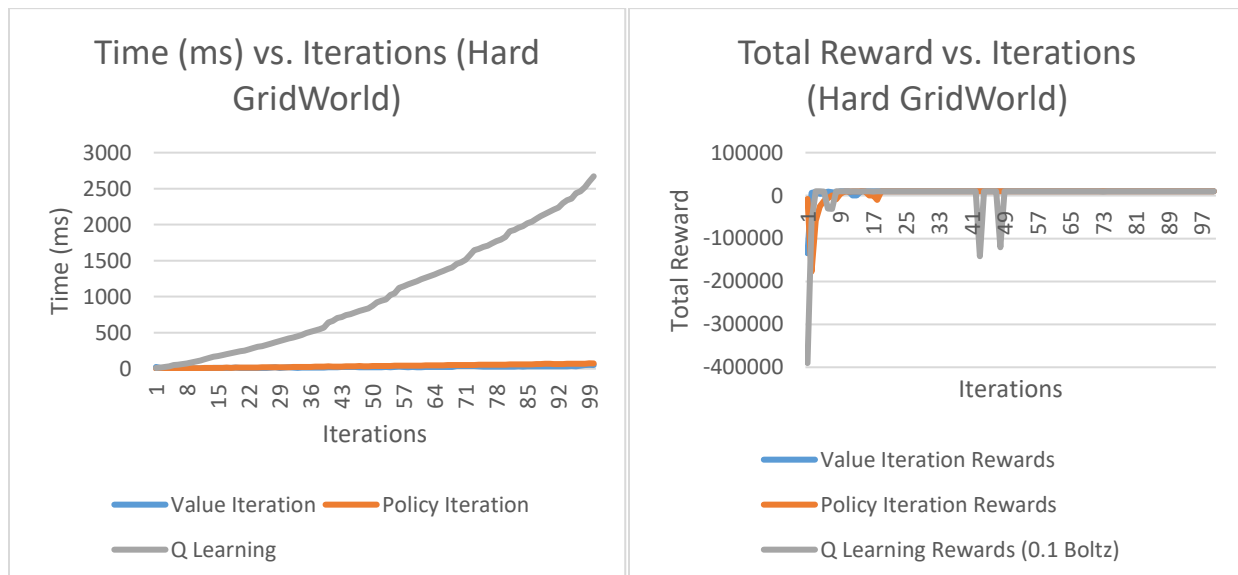 Time (ms) vs. Iterations (Hard
GridWorld)
3000
2500
2000
1500
1000
500
0
Time (ms)
1 8 15 22 29 36 43 50 57 64 71 78 85 92 99
Iterations
Value Iteration Policy Iteration
Q Learning
Total Reward vs. Iterations
(Hard GridWorld)
100000
0
-100000
-200000
-300000
-400000
Total Reward
1 9 17 25 33 41 49 57 65 73 81 89 97
Iterations
Value Iteration Rewards
Policy Iteration Rewards
Q Learning Rewards (0.1 Boltz)